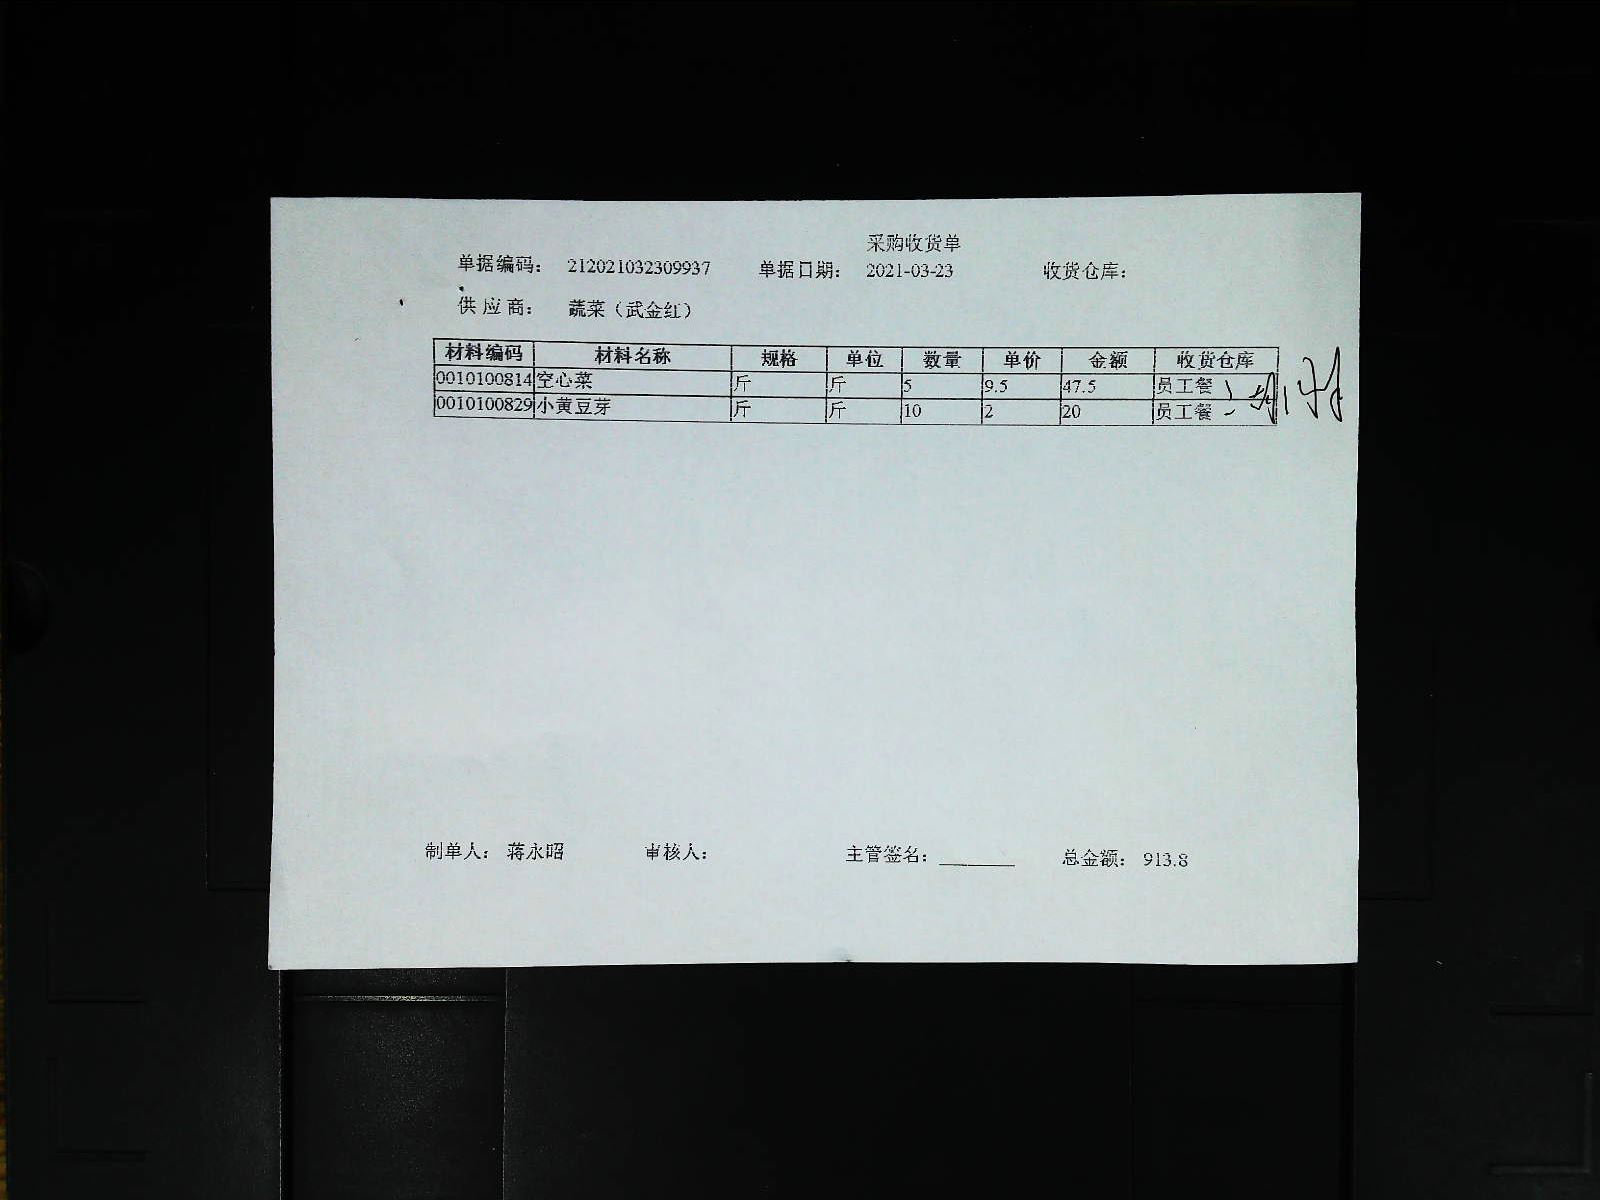 采购收货单
单据编码： 212021032309937 单据日期： 2021-03-23 收货仓库：
供 应 商： 蔬菜（武金红）
材料编码 材料名称 规格 单位 数量 单价 金额 收货仓库
0010100814 空心菜 斤 斤 5 9.5 47.5 员工餐
0010100829 小黄豆芽 斤 斤 10 2 20 员工餐
制单人： 蒋永昭 审核人： 主管签名： 总金额： 913.8